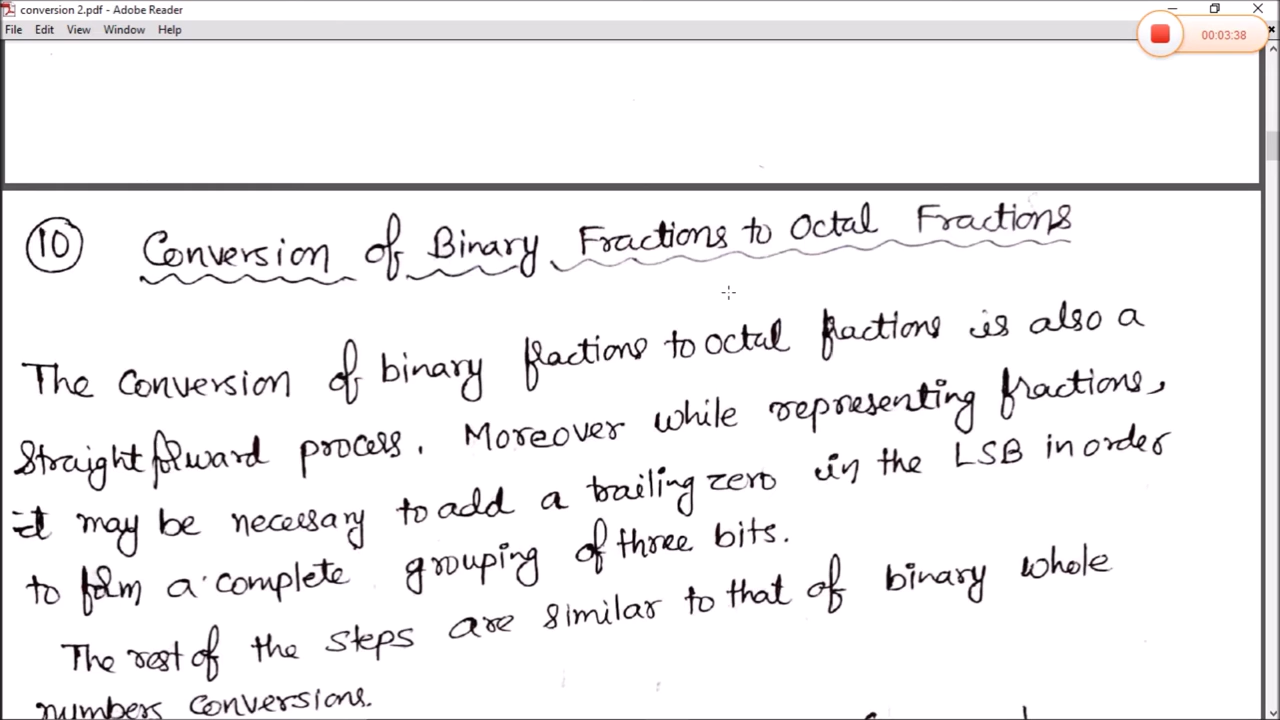 conversion 2.pdf - Adobe Reader
File Edit View Window Help
00:03:38
10 Conversion of Binary Fractions to Octal Fractions
The conversion of binary fractions to octal fractions is also a
straightforward process. Moreover while representing fractions,
it may be necessary to add a trailing zero in the LSB in order
to form a complete grouping of three bits.
The rest of the steps are similar to that of binary whole
numbers conversions.